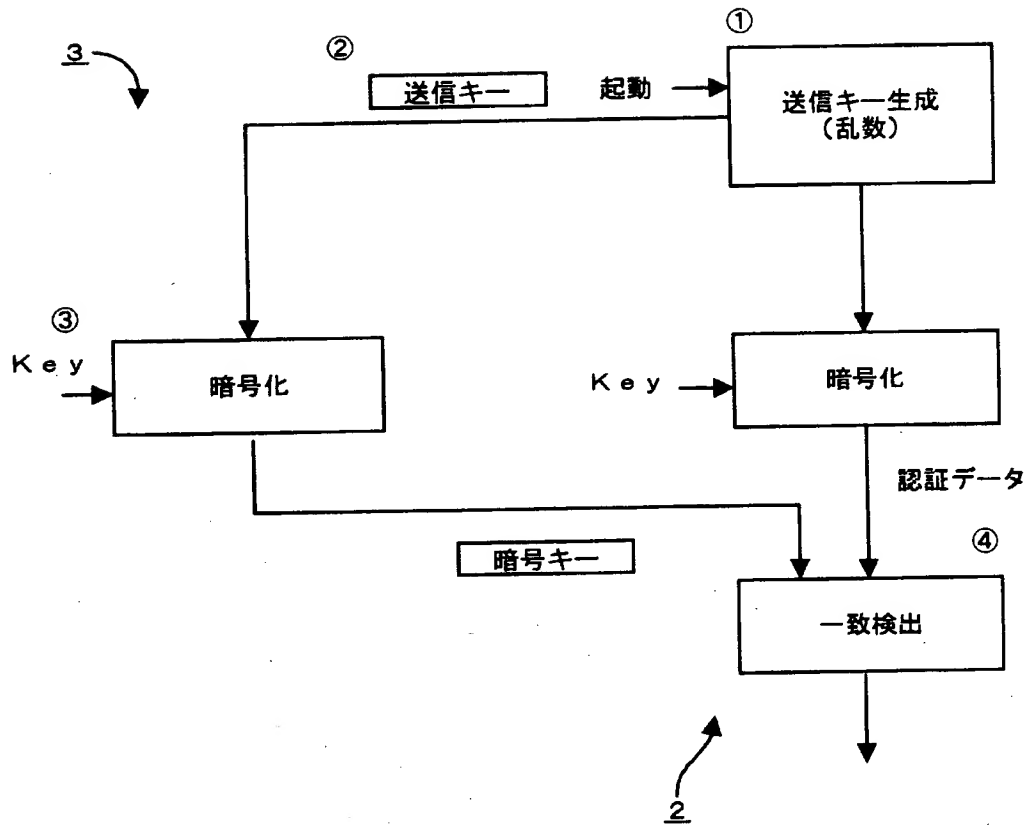 ①
②
3
送信キー
起動
送信キー生成
（乱数）
③
Ｋｅｙ
暗号化
Ｋｅｙ
暗号化
認証データ
暗号キー
④
一致検出
2